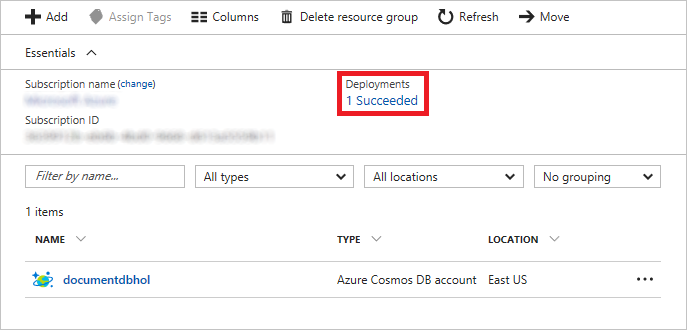 Add Assign Tags Columns Delete resource group Refresh Move
Essentials
Subscription name (change)
Deployments
1 Succeeded
Subscription ID
Filter by name...
All types
All locations
No grouping
1 items
NAME TYPE LOCATION
documentdbhol Azure Cosmos DB account East US